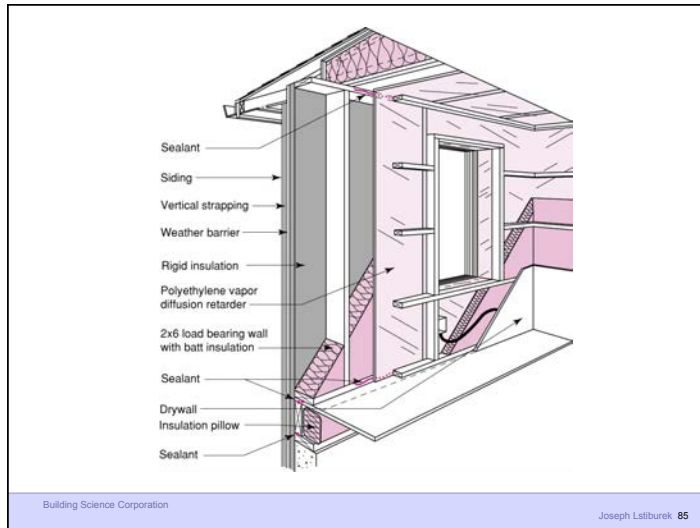 Sealant
Siding
Vertical strapping
Weather barrier
Rigid insulation
Polyethylene vapor
diffusion retarder
2x6 load bearing wall
with batt insulation
Sealant
Drywall
Insulation pillow
Sealant
Building Science Corporation
Joseph Lstiburek 85